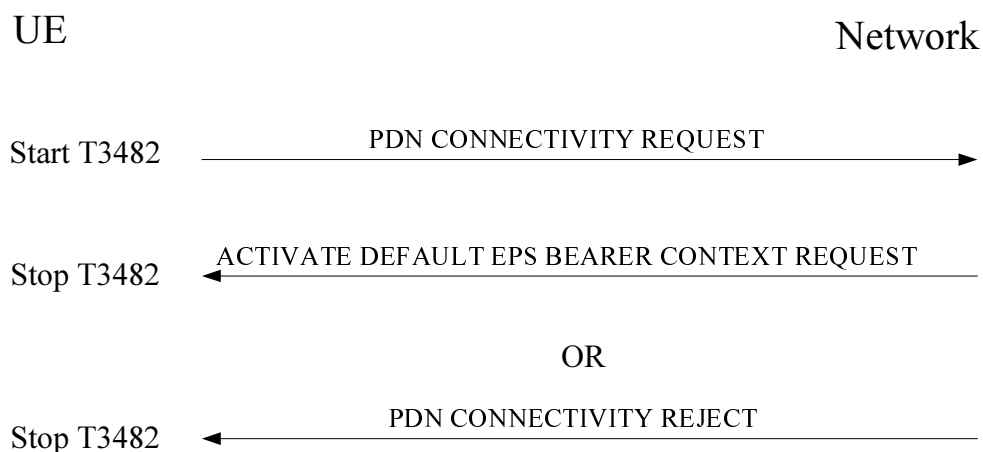 UE
Network
Start T3482
PDN CONNECTIVITY REQUEST
ACTIVATE DEFAULT EPS BEARER CONTEXT REQUEST
Stop T3482
OR
PDN CONNECTIVITY REJECT
Stop T3482